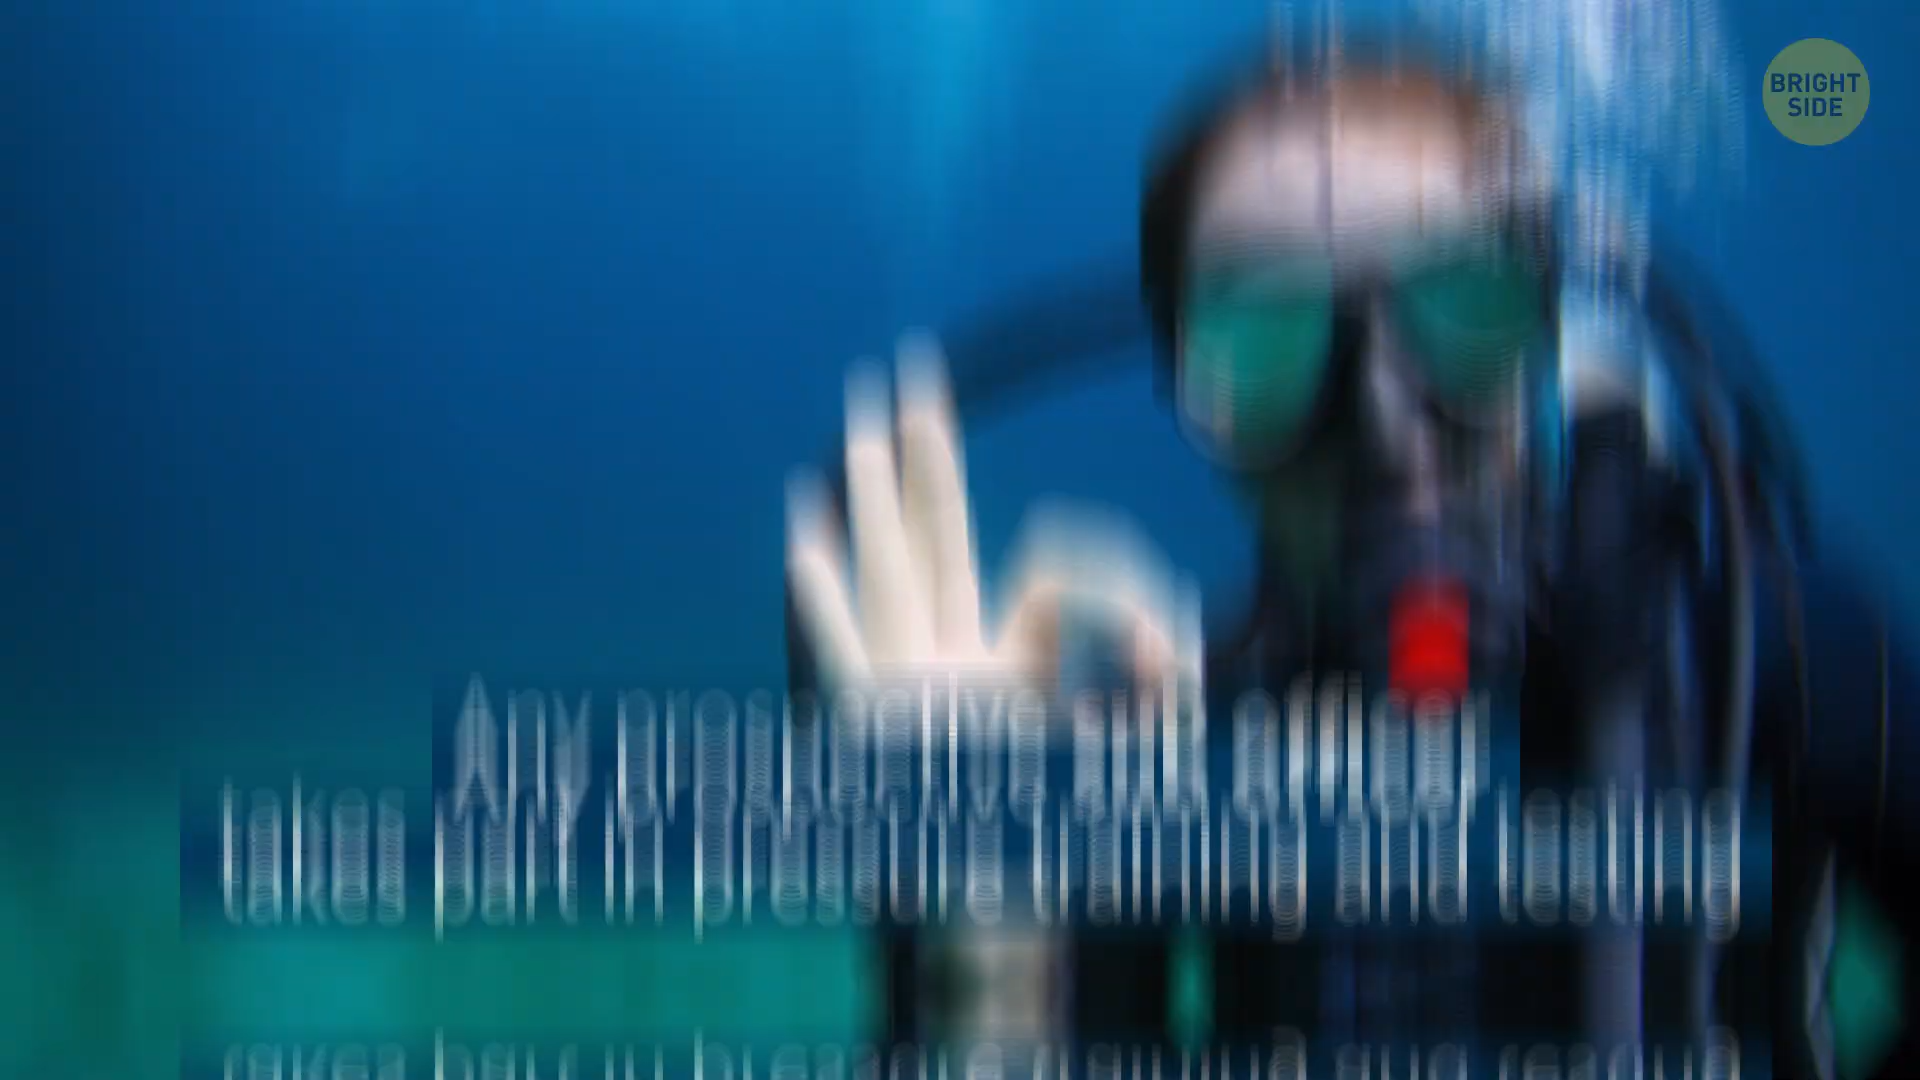 BRIGHT
SIDE
Any prospective sub officer
takes part in pressure training and testing